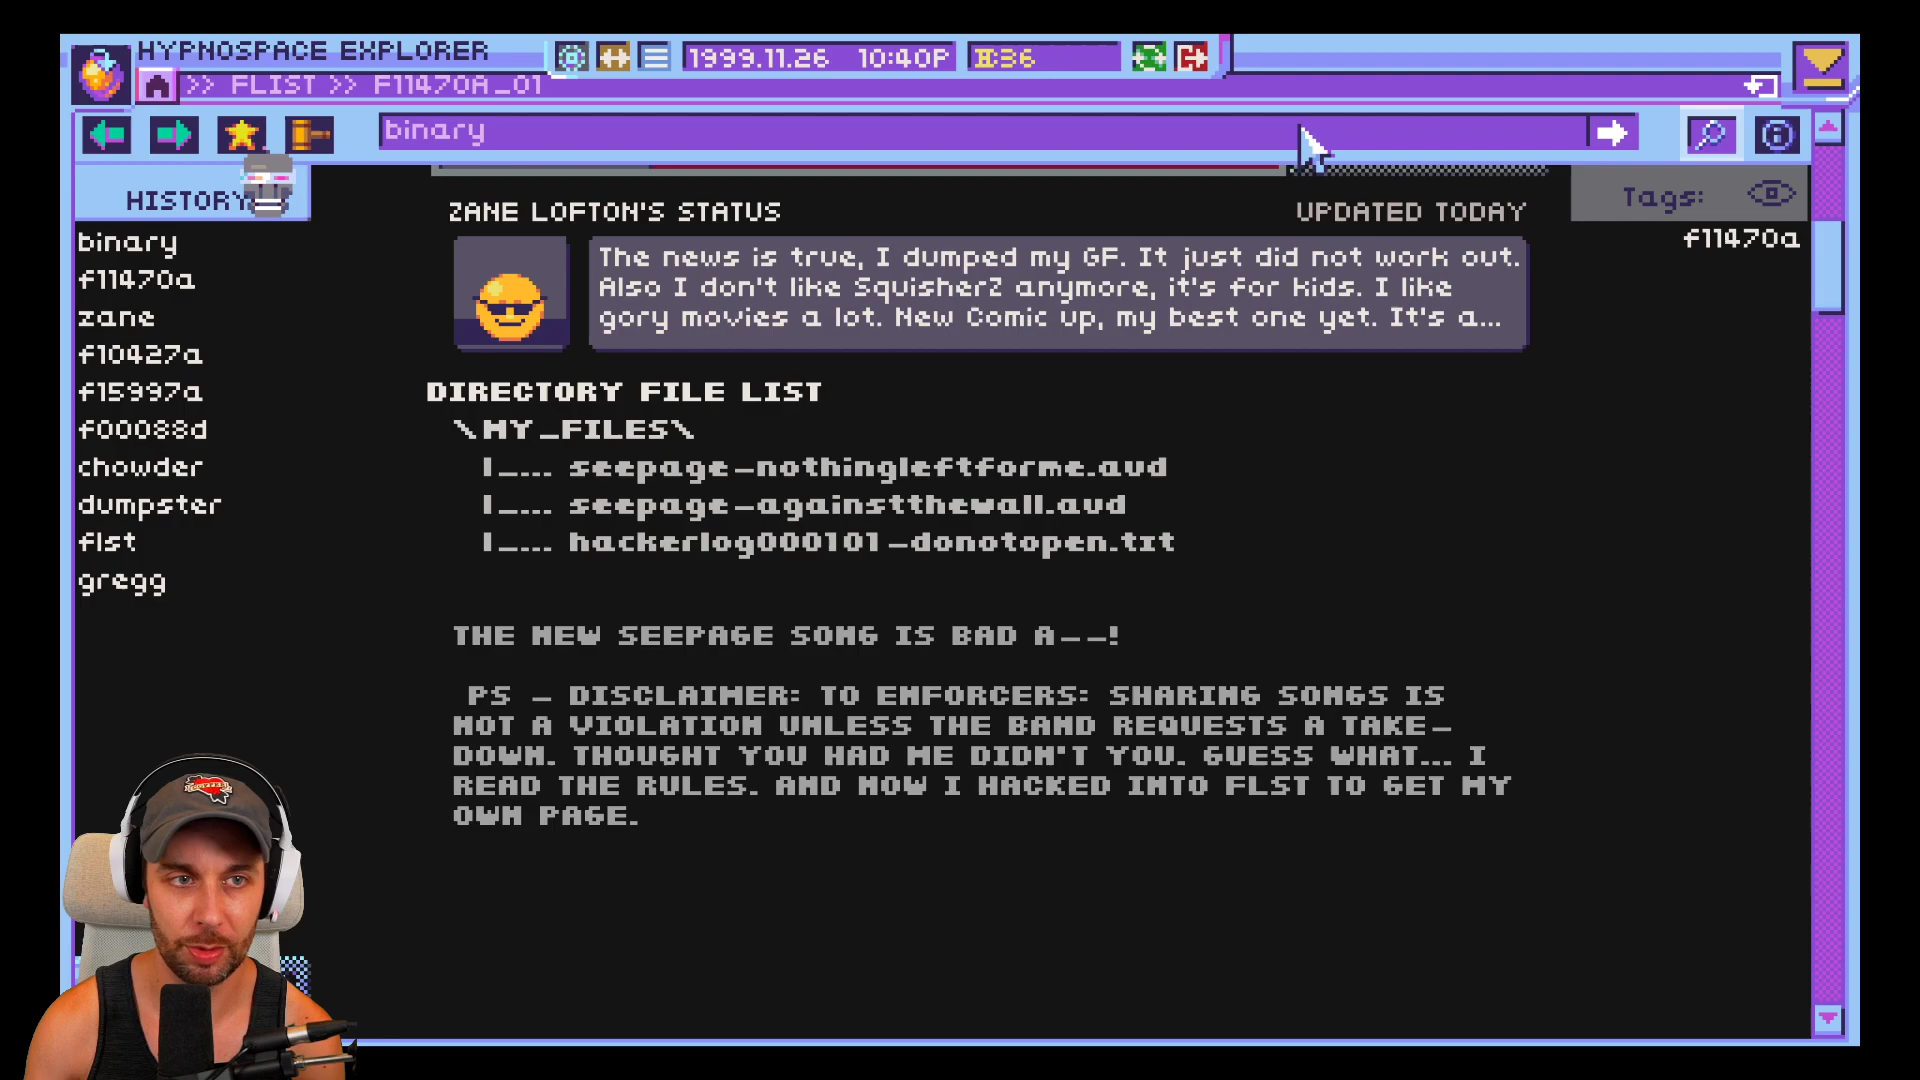 HYPNOSPACE EXPLORER
1999.11.26 10:40P
36
>> FLIST >> F11470A_01
binary
HISTORY
binary
f11470a
zane
f10427a
f15997a
f00088d
chowder
dumpster
flst
gregg
ZANE LOFTON'S STATUS
UPDATED TODAY
The news is true, I dumped my GF. It just did not work out.
Also I don't like SquisherZ anymore, it's for kids. I like
gory movies a lot. New Comic up, my best one yet. It's a...
DIRECTORY FILE LIST
\MY_FILES\
|_... seepage-nothingleftforme.aud
|_... seepage-againstthewall.aud
|_... hackerlog000101-donotopen.txt
THE NEW SEEPAGE SONG IS BAD A--!
PS - DISCLAIMER: TO ENFORCERS: SHARING SONGS IS
NOT A VIOLATION UNLESS THE BAND REQUESTS A TAKE-
DOWN. THOUGHT YOU HAD ME DIDN'T YOU. GUESS WHAT... I
READ THE RULES. AND NOW I HACKED INTO FLST TO GET MY
OWN PAGE.
Tags:
f11470a